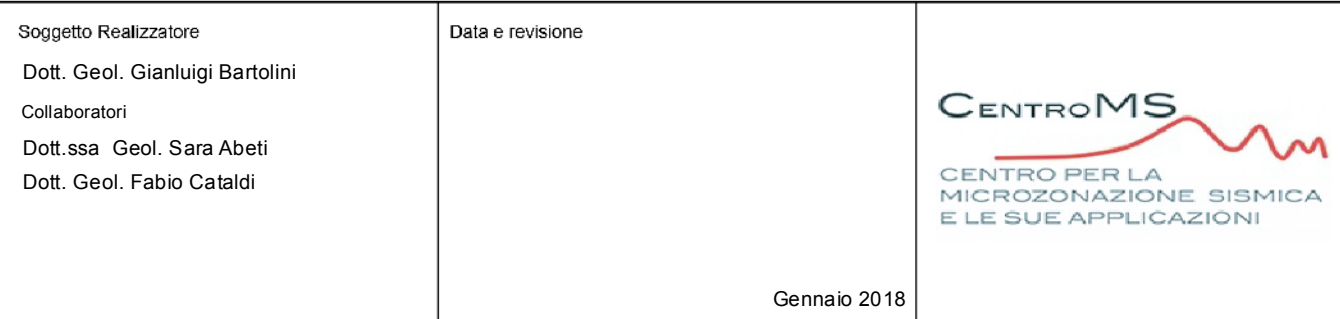 Soggetto Realizzatore
Dott. Geol. Gianluigi Bartolini
Collaboratori
Dott.ssa Geol. Sara Abeti
Dott. Geol. Fabio Cataldi
Data e revisione
Gennaio 2018
CENTROMS
CENTRO PER LA
MICROZONAZIONE SISMICA
E LE SUE APPLICAZIONI